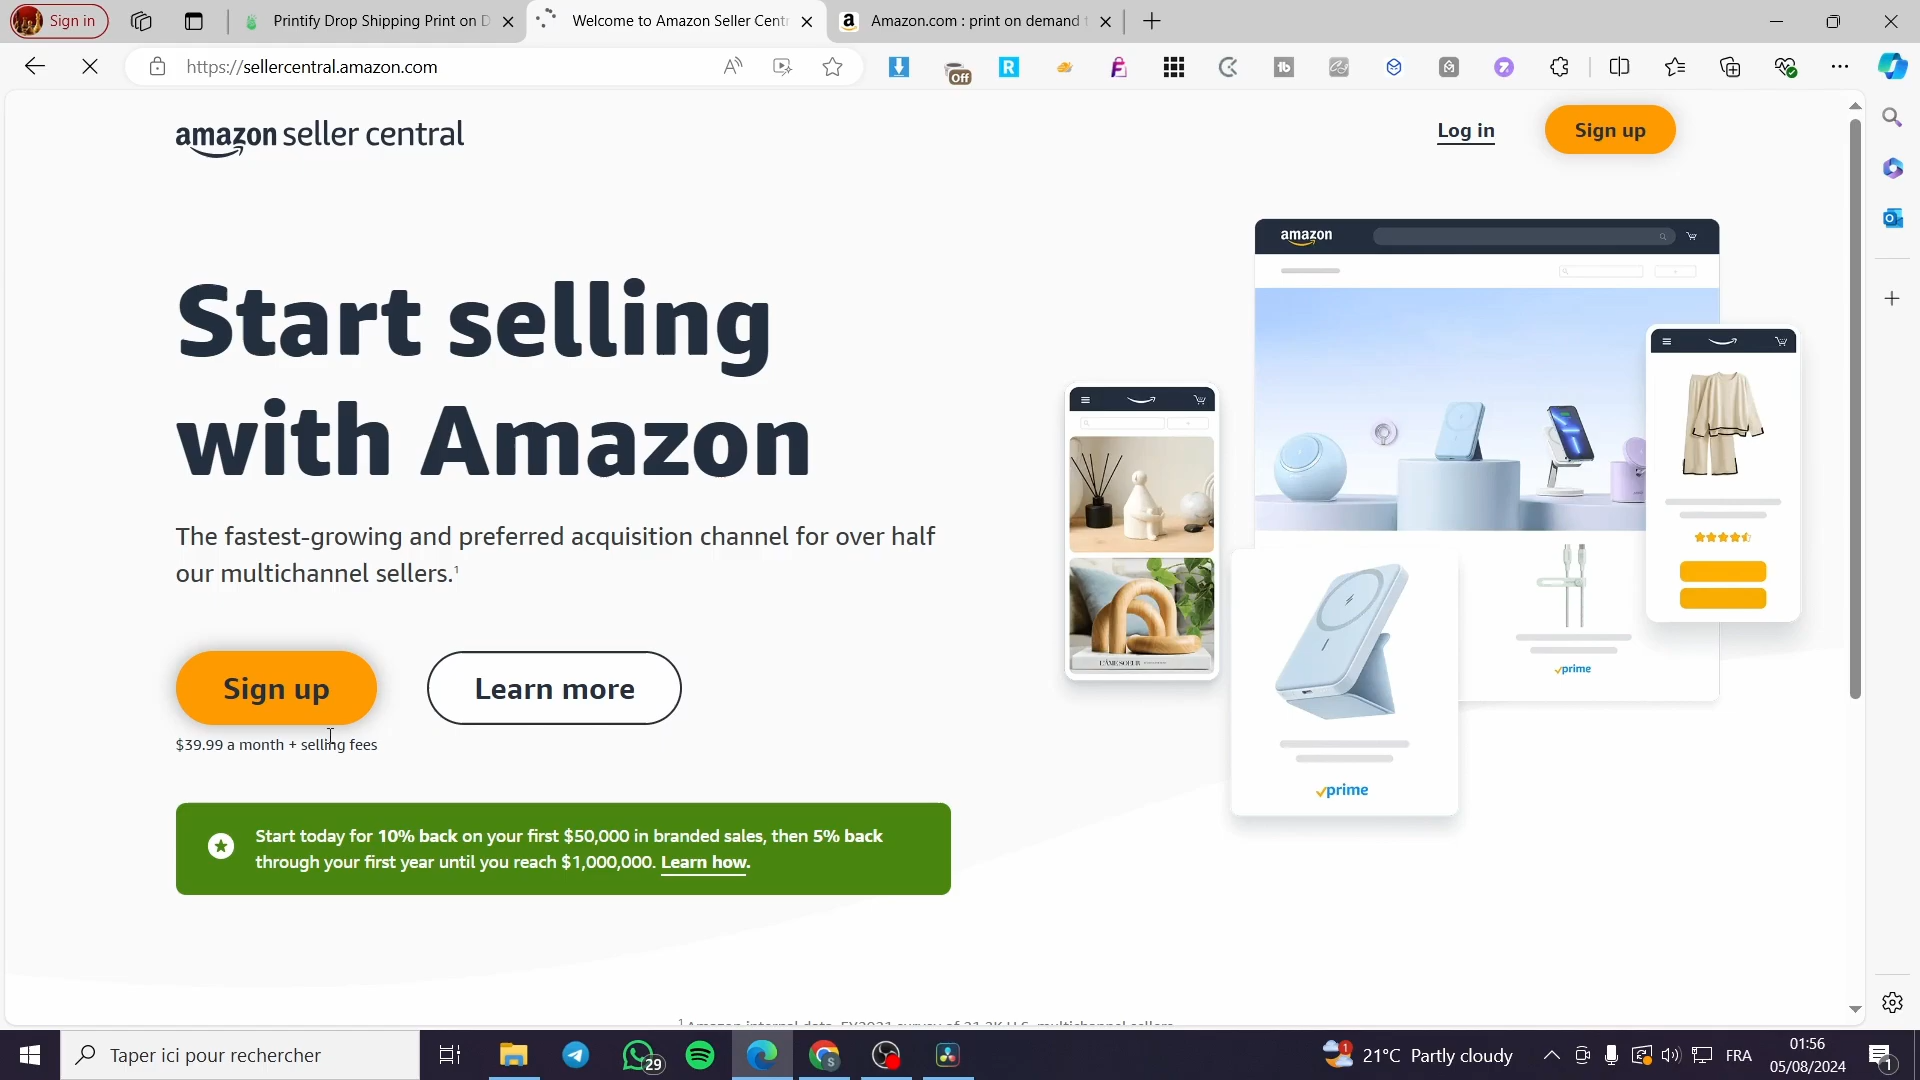 Sign in
Printify Drop Shipping Print on D
Welcome to Amazon Seller Cent
Amazon.com : print on demand
https://sellercentral.amazon.com
Off
amazon seller central
Log in
Sign up
amazon
Start selling
with Amazon
The fastest-growing and preferred acquisition channel for over half
our multichannel sellers.¹
Sign up
Learn more
$39.99 a month + selling fees
prime
prime
Start today for 10% back on your first $50,000 in branded sales, then 5% back
through your first year until you reach $1,000,000. Learn how.
Taper ici pour rechercher
29
1
21°C Partly cloudy
FRA
01:56
05/08/2024
1